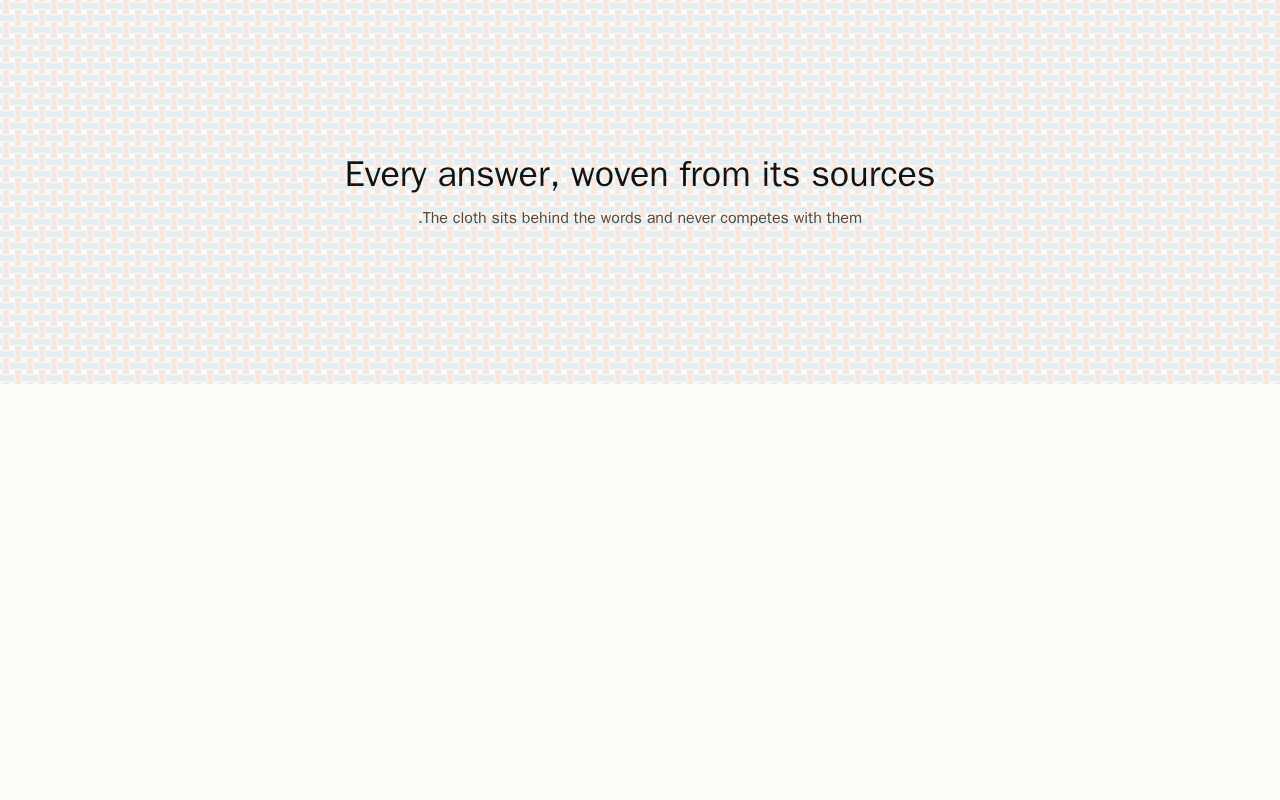 Every answer, woven from its sources
.The cloth sits behind the words and never competes with them